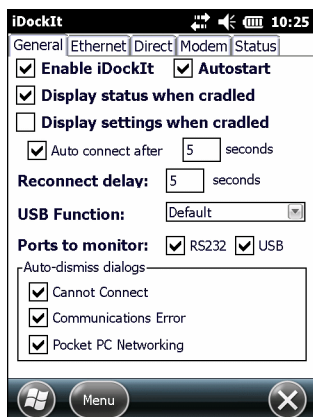 iDockIt 10:25
General Ethernet Direct Modem Status
Enable iDockIt Autostart
Display status when cradled
Display settings when cradled
Auto connect after 5 seconds
Reconnect delay: 5 seconds
USB Function: Default
Ports to monitor: RS232 USB
Auto-dismiss dialogs
Cannot Connect
Communications Error
Pocket PC Networking
Menu